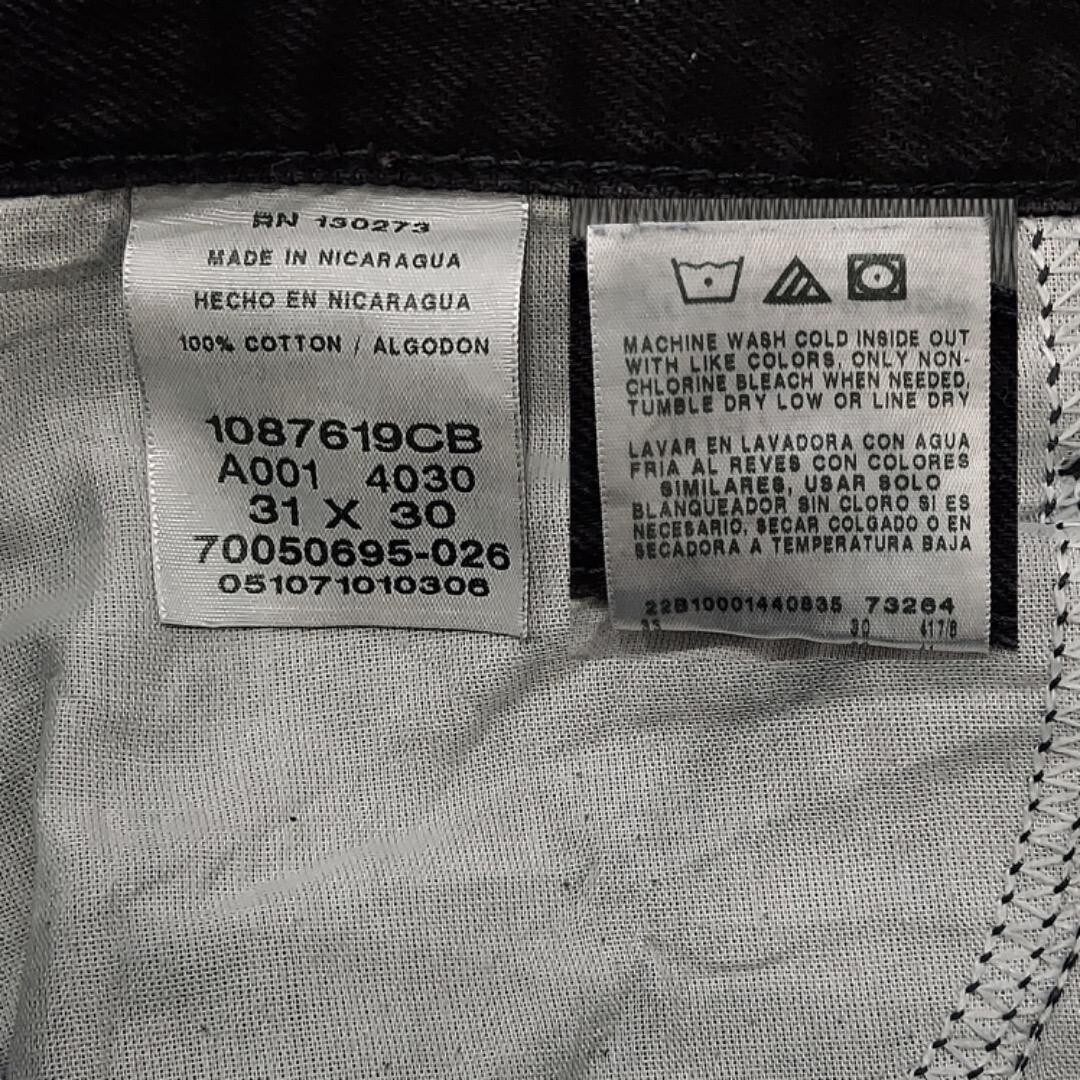 RN 130273
MADE IN NICARAGUA
HECHO EN NICARAGUA
100% COTTON / ALGODON
1087619CB
A001 4030
31 X 30
70050695-026
051071010306
MACHINE WASH COLD INSIDE OUT
WITH LIKE COLORS, ONLY NON-
CHLORINE BLEACH WHEN NEEDED,
TUMBLE DRY LOW OR LINE DRY
LAVAR EN LAVADORA CON AGUA
FRIA AL REVES CON COLORES
SIMILARES, USAR SOLO
BLANQUEADOR SIN CLORO SI ES
NECESARIO, SECAR COLGADO O EN
SECADORA A TEMPERATURA BAJA
22B10001440835 73264
30 417/8